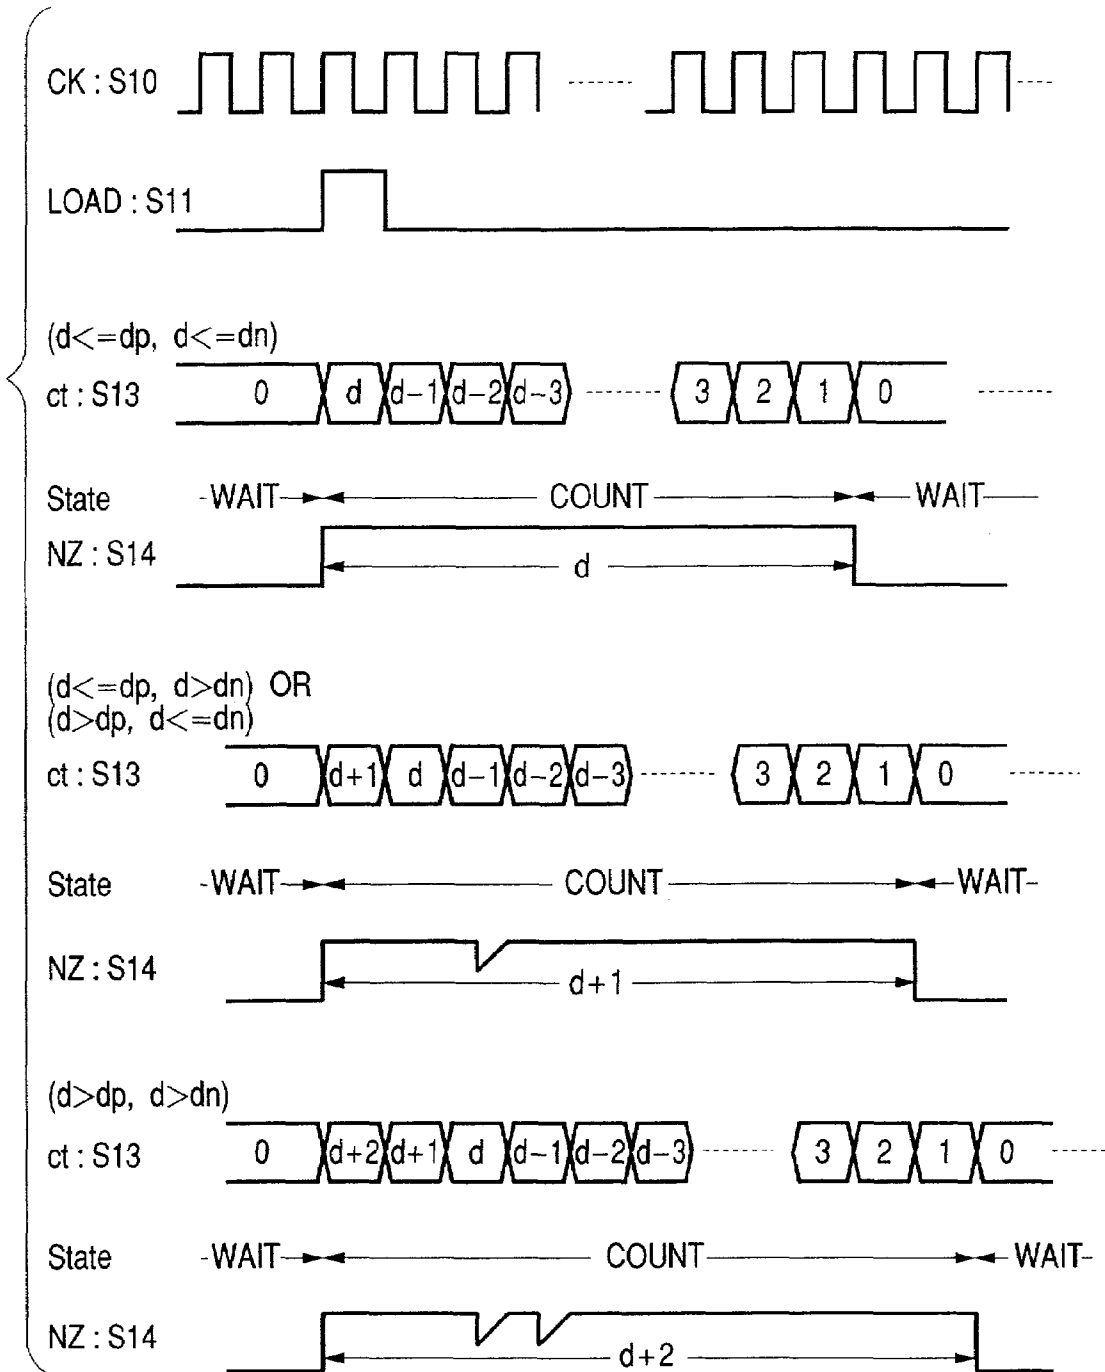 CK : S10
LOAD : S11
(d<=dp, d<=dn)
ct : S13 0 d d-1 d-2 d-3 3 2 1 0
State WAIT COUNT WAIT
NZ : S14 d
(d<=dp, d>dn) OR
(d>dp, d<=dn)
ct : S13 0 d+1 d d-1 d-2 d-3 3 2 1 0
State WAIT COUNT WAIT
NZ : S14 d+1
(d>dp, d>dn)
ct : S13 0 d+2 d+1 d d-1 d-2 d-3 3 2 1 0
State WAIT COUNT WAIT
NZ : S14 d+2